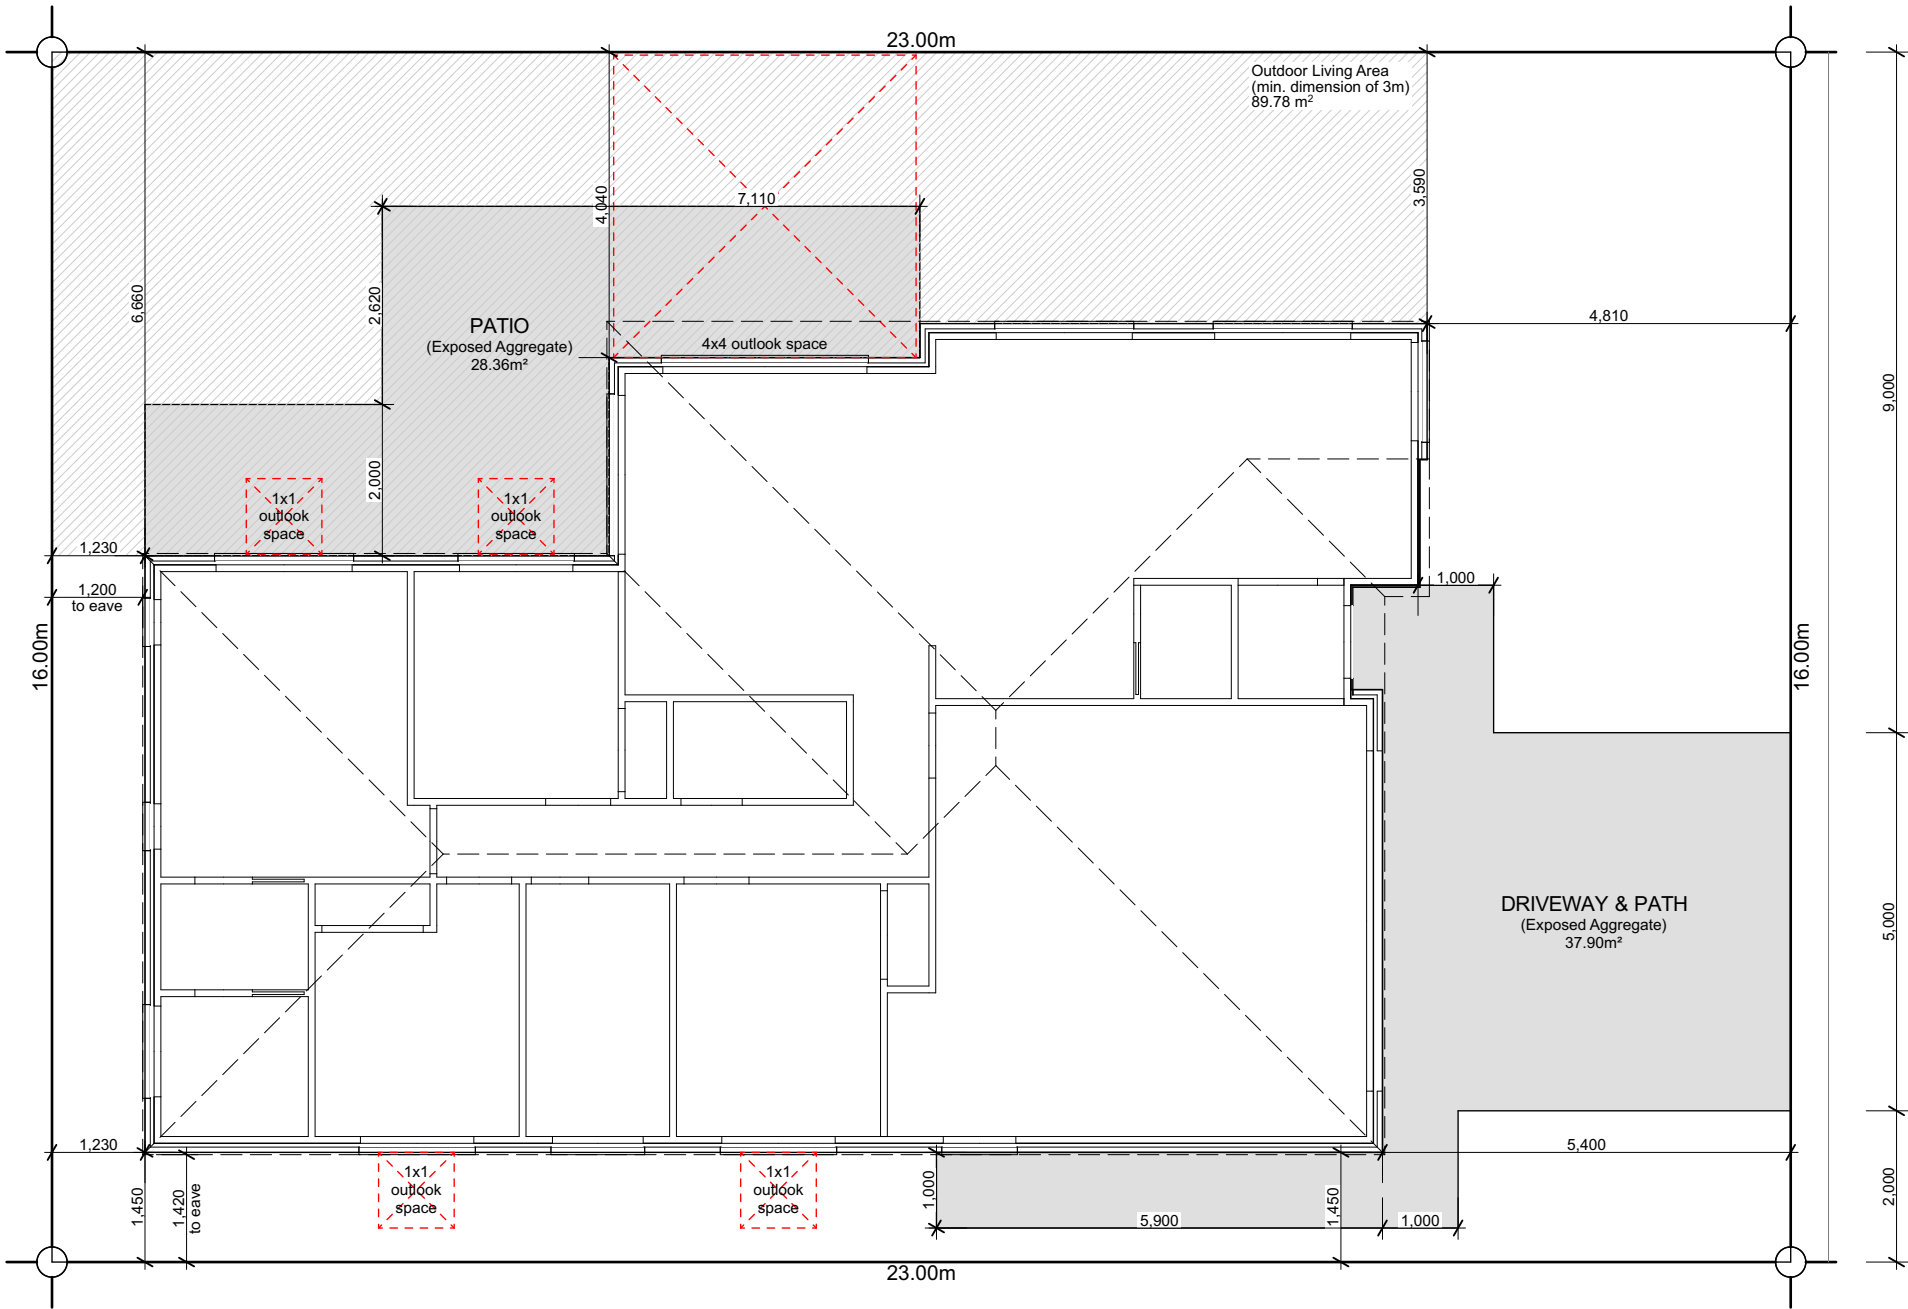 23.00m
Outdoor Living Area
(min. dimension of 3m)
89.78 m²
4,040
7,110
3,590
6,660
2,620
PATIO
(Exposed Aggregate)
28.36m²
4x4 outlook space
4,810
9,000
2,000
1x1
outlook
space
1x1
outlook
space
1,230
1,200
to eave
1,000
16.00m
16.00m
DRIVEWAY & PATH
(Exposed Aggregate)
37.90m²
5,000
1,230
5,400
1,450
1,420
to eave
1x1
outlook
space
1x1
outlook
space
1,000
5,900
1,450
1,000
2,000
23.00m